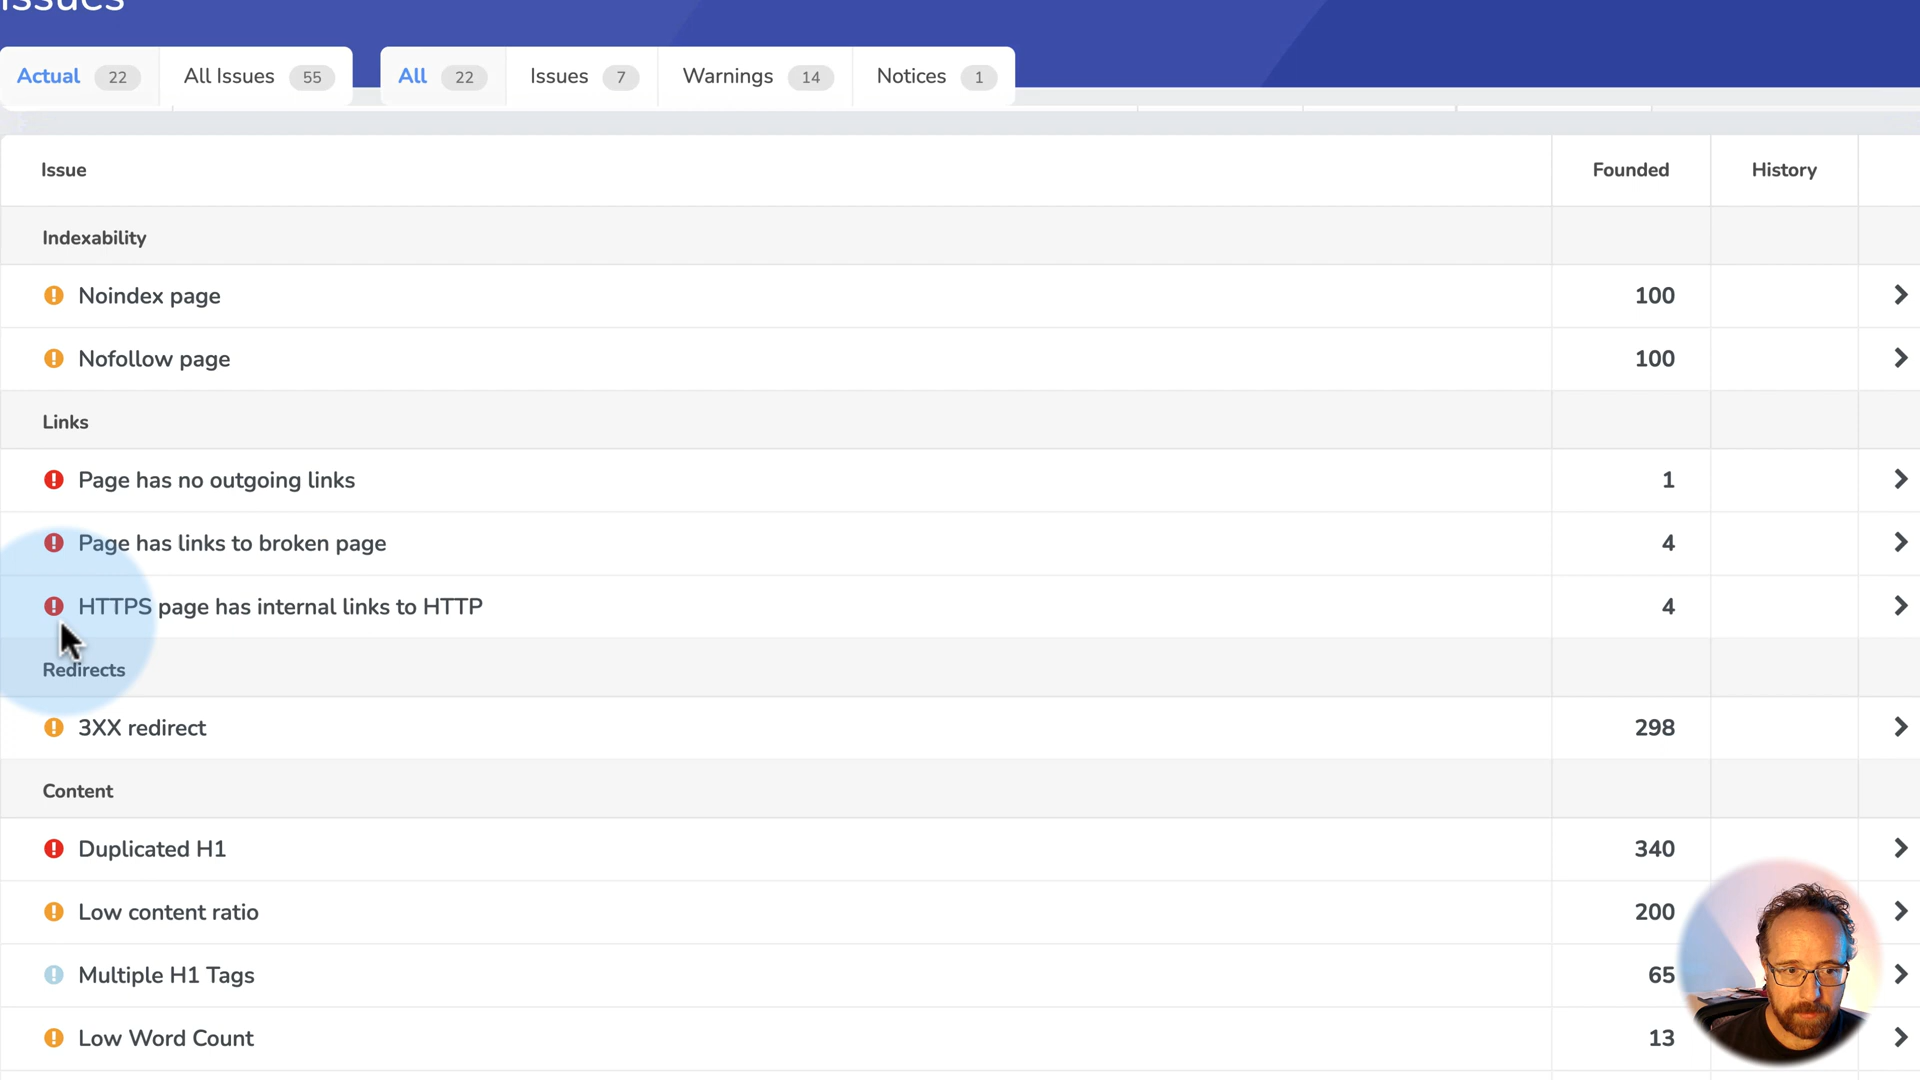 Issues
Actual 22 All Issues 55 All 22 Issues 7 Warnings 14 Notices 1
Issue Founded History
Indexability
Noindex page 100
Nofollow page 100
Links
Page has no outgoing links 1
Page has links to broken page 4
HTTPS page has internal links to HTTP 4
Redirects
3XX redirect 298
Content
Duplicated H1 340
Low content ratio 200
Multiple H1 Tags 65
Low Word Count 13